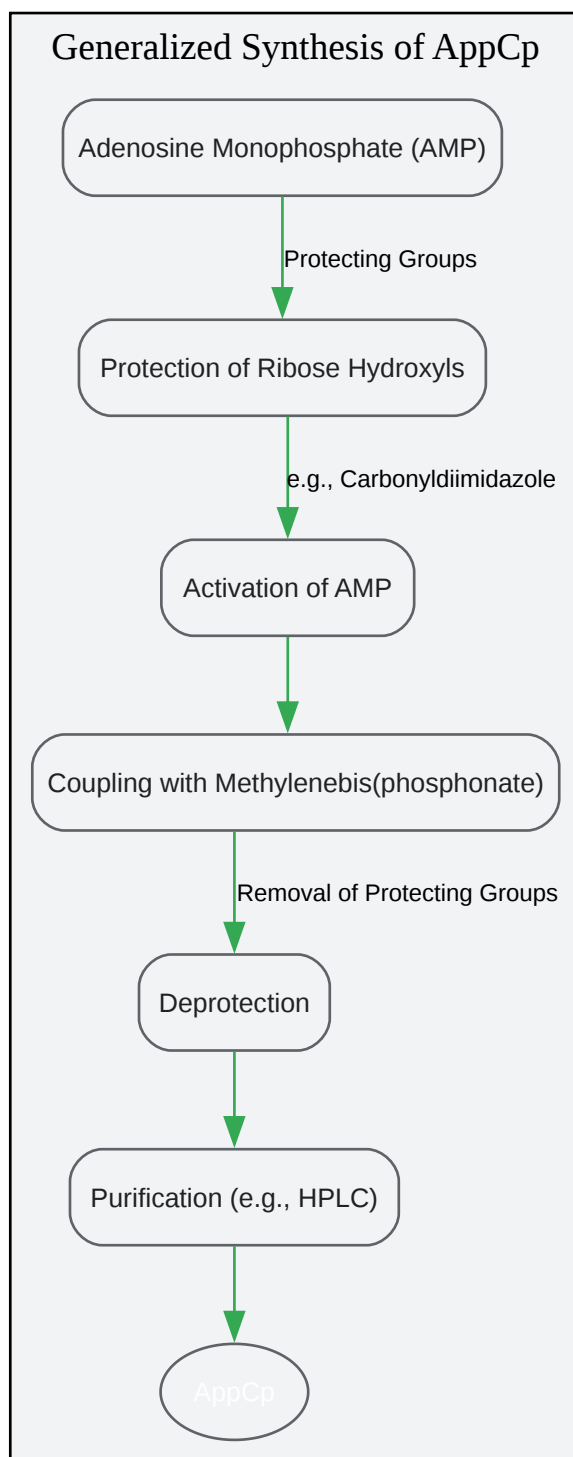 Generalized Synthesis of AppCp
Adenosine Monophosphate (AMP)
Protecting Groups
Protection of Ribose Hydroxyls
e.g., Carbonyldiimidazole
Activation of AMP
Coupling with Methylenebis(phosphonate)
Removal of Protecting Groups
Deprotection
Purification (e.g., HPLC)
AppCp